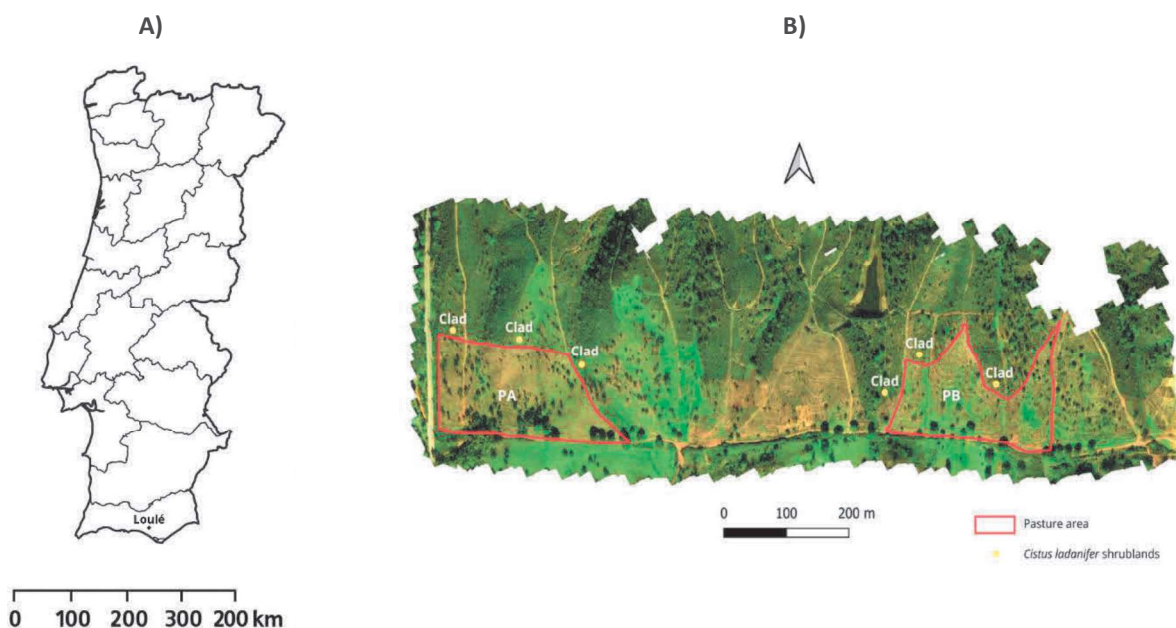 A)
B)
Loulé
0 100 200 300 200 km
Clad
Clad
Clad
PA
Clad
Clad
Clad
PB
0 100 200 m
Pasture area
Cistus ladanifer shrublands